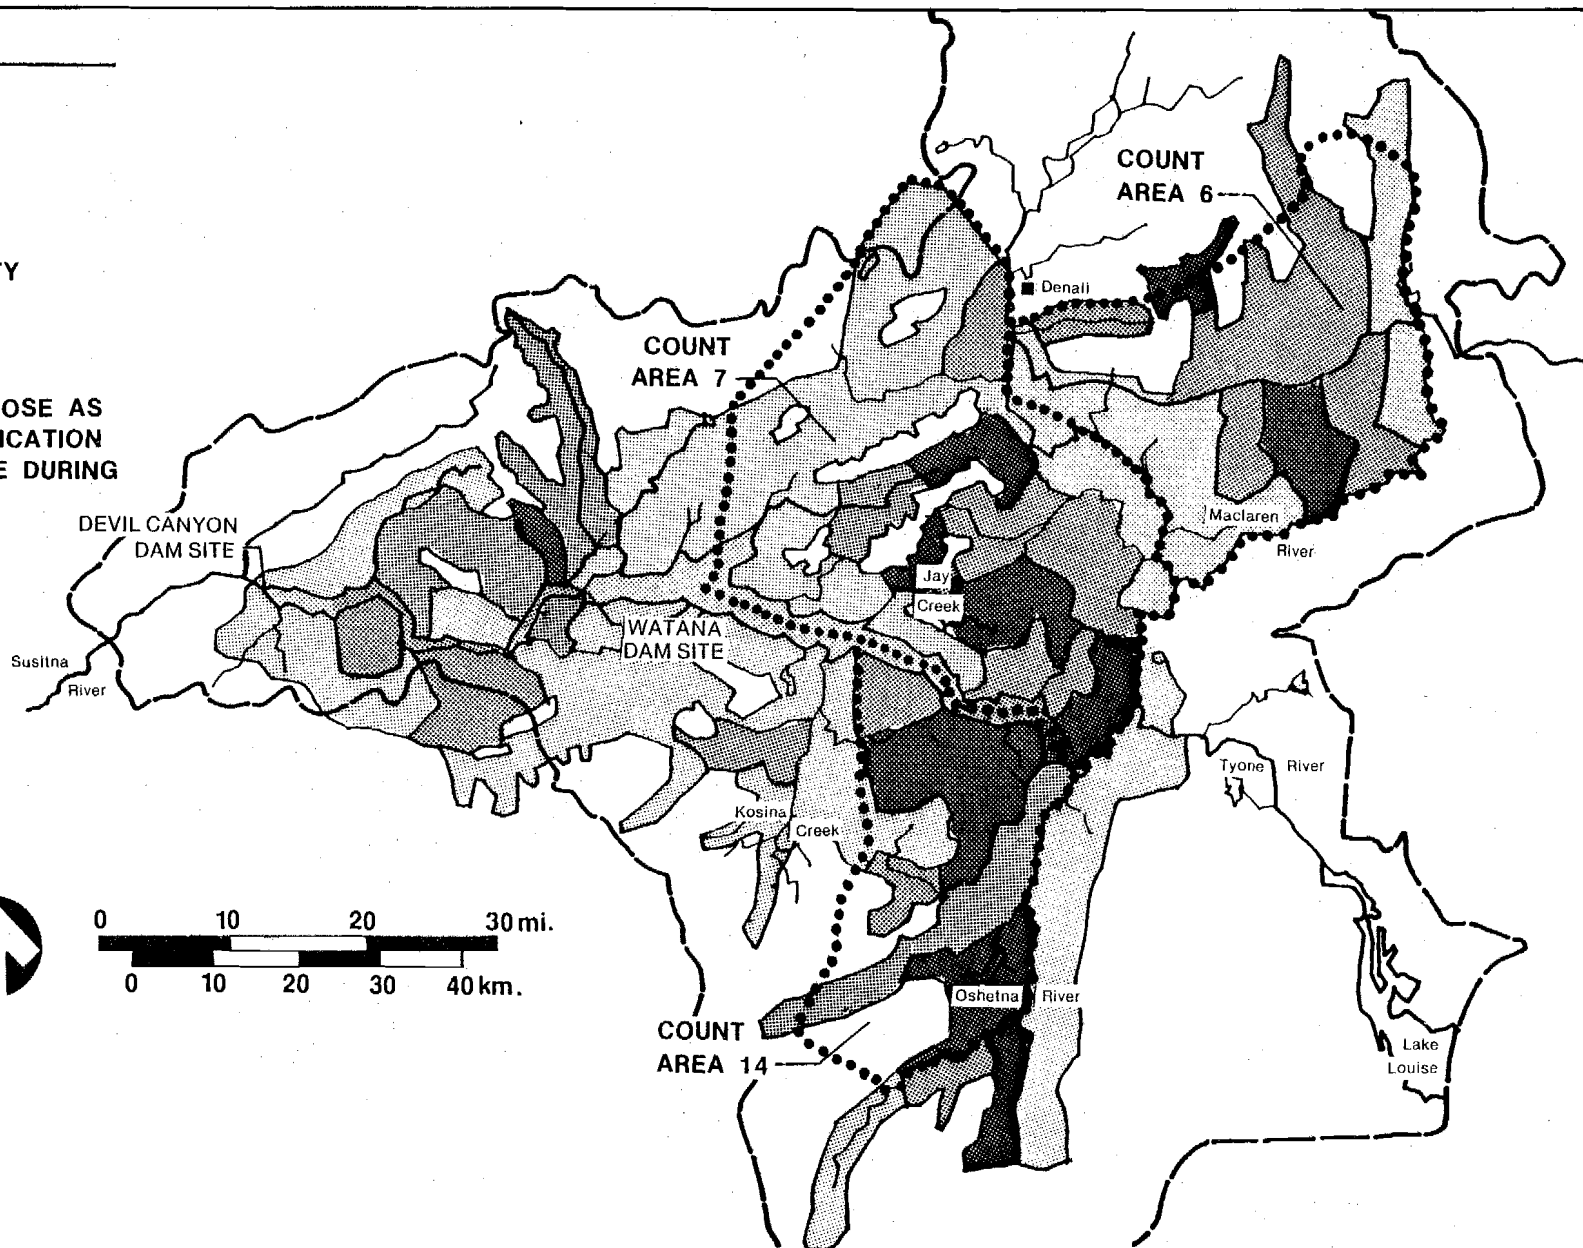 TY
OSE AS
ICATION
E DURING
COUNT
AREA 6
Denali
COUNT
AREA 7
DEVIL CANYON
DAM SITE
Maclaren
River
Jay
Creek
WATANA
DAM SITE
Susitna
River
Tyone River
Kosina
Creek
0 10 20 30 mi.
0 10 20 30 40 km.
Oshetna River
COUNT
AREA 14
Lake
Louise